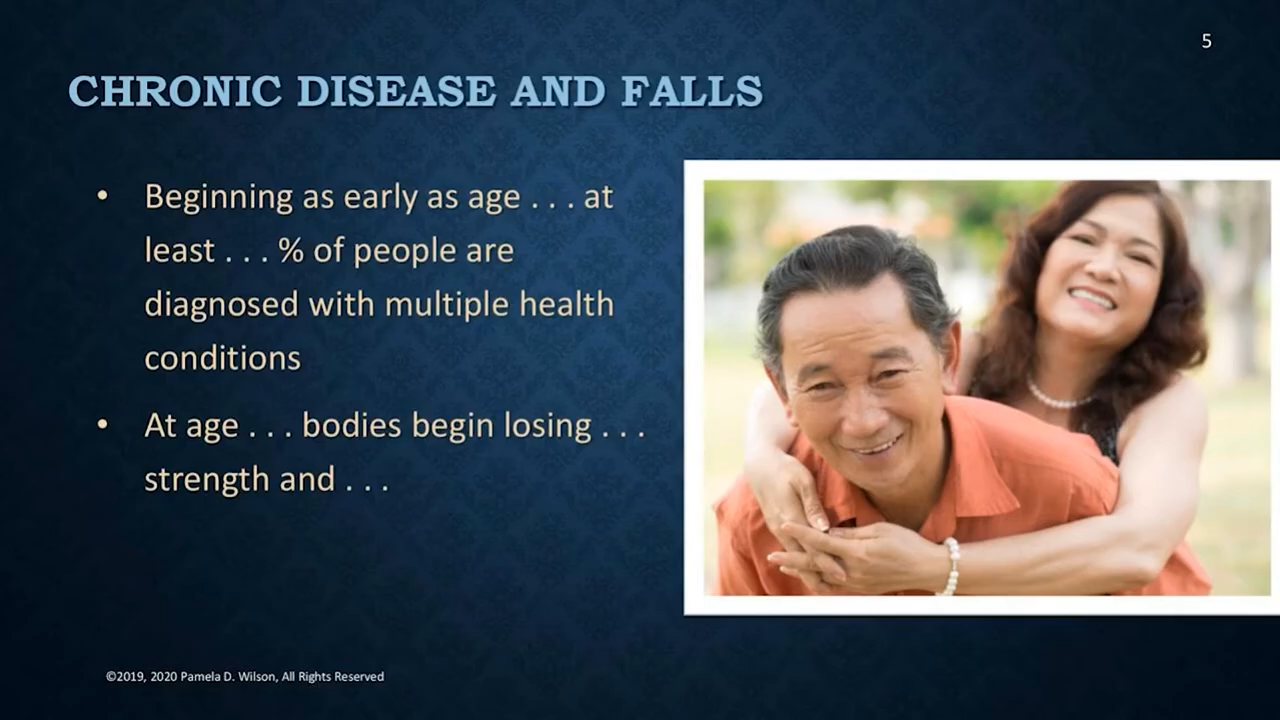 5
CHRONIC DISEASE AND FALLS
• Beginning as early as age . . . at
least . . . % of people are
diagnosed with multiple health
conditions
• At age . . . bodies begin losing . . .
strength and . . .
©2019, 2020 Pamela D. Wilson, All Rights Reserved